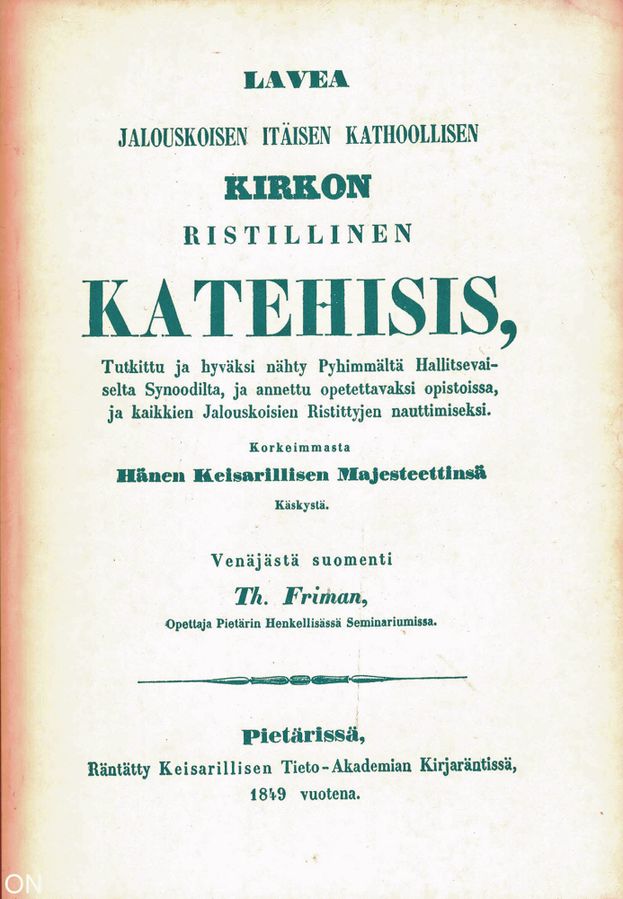 LAVEA
JALOUSKOISEN ITÄISEN KATHOOLLISEN
KIRKON
RISTILLINEN
KATEHISIS,
Tutkittu ja hyväksi nähty Pyhimmältä Hallitsevai-
selta Synoodilta, ja annettu opetettavaksi opistoissa,
ja kaikkien Jalouskoisien Ristittyjen nauttimiseksi.
Korkeimmasta
Hänen Keisarillisen Majesteettinsä
Käskystä.
Venäjästä suomenti
Th. Friman,
Opettaja Pietärin Henkellisässä Seminariumissa.
Pietärissä,
Räntätty Keisarillisen Tieto-Akademian Kirjaräntissä,
1849 vuotena.
ON